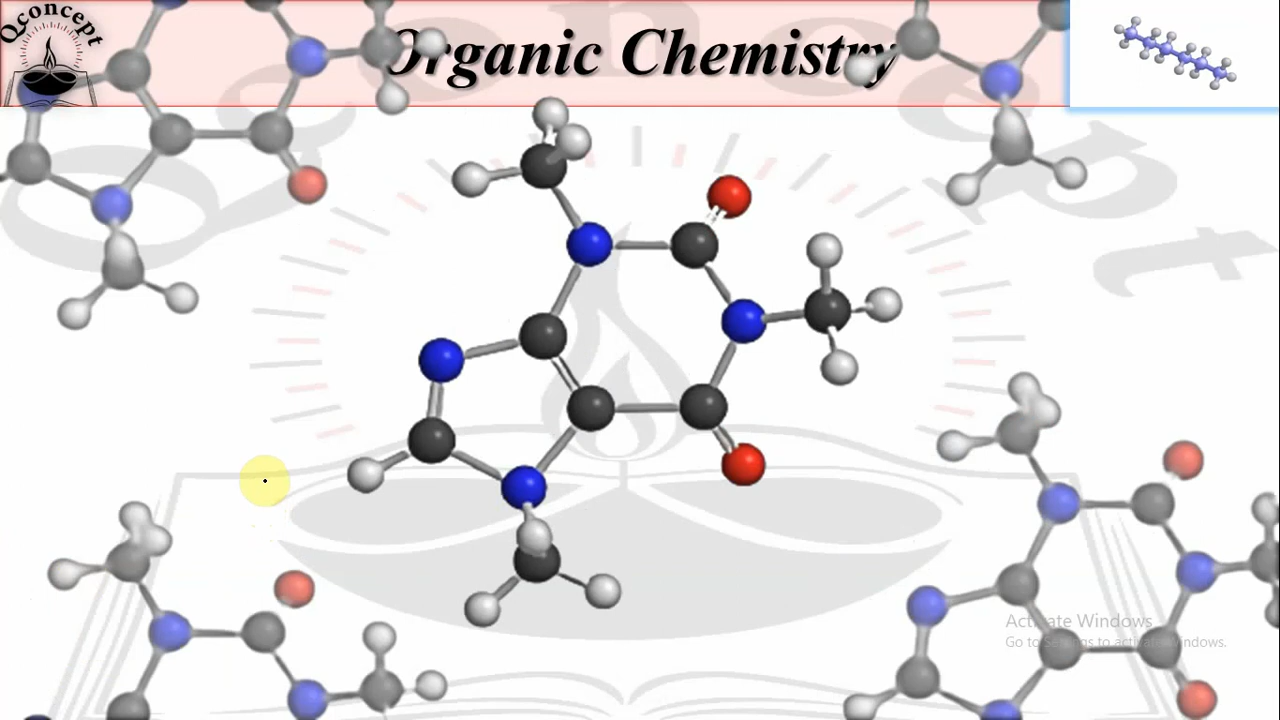 Qconcept
Organic Chemistry
Activate Windows
Go to Settings to activate Windows.